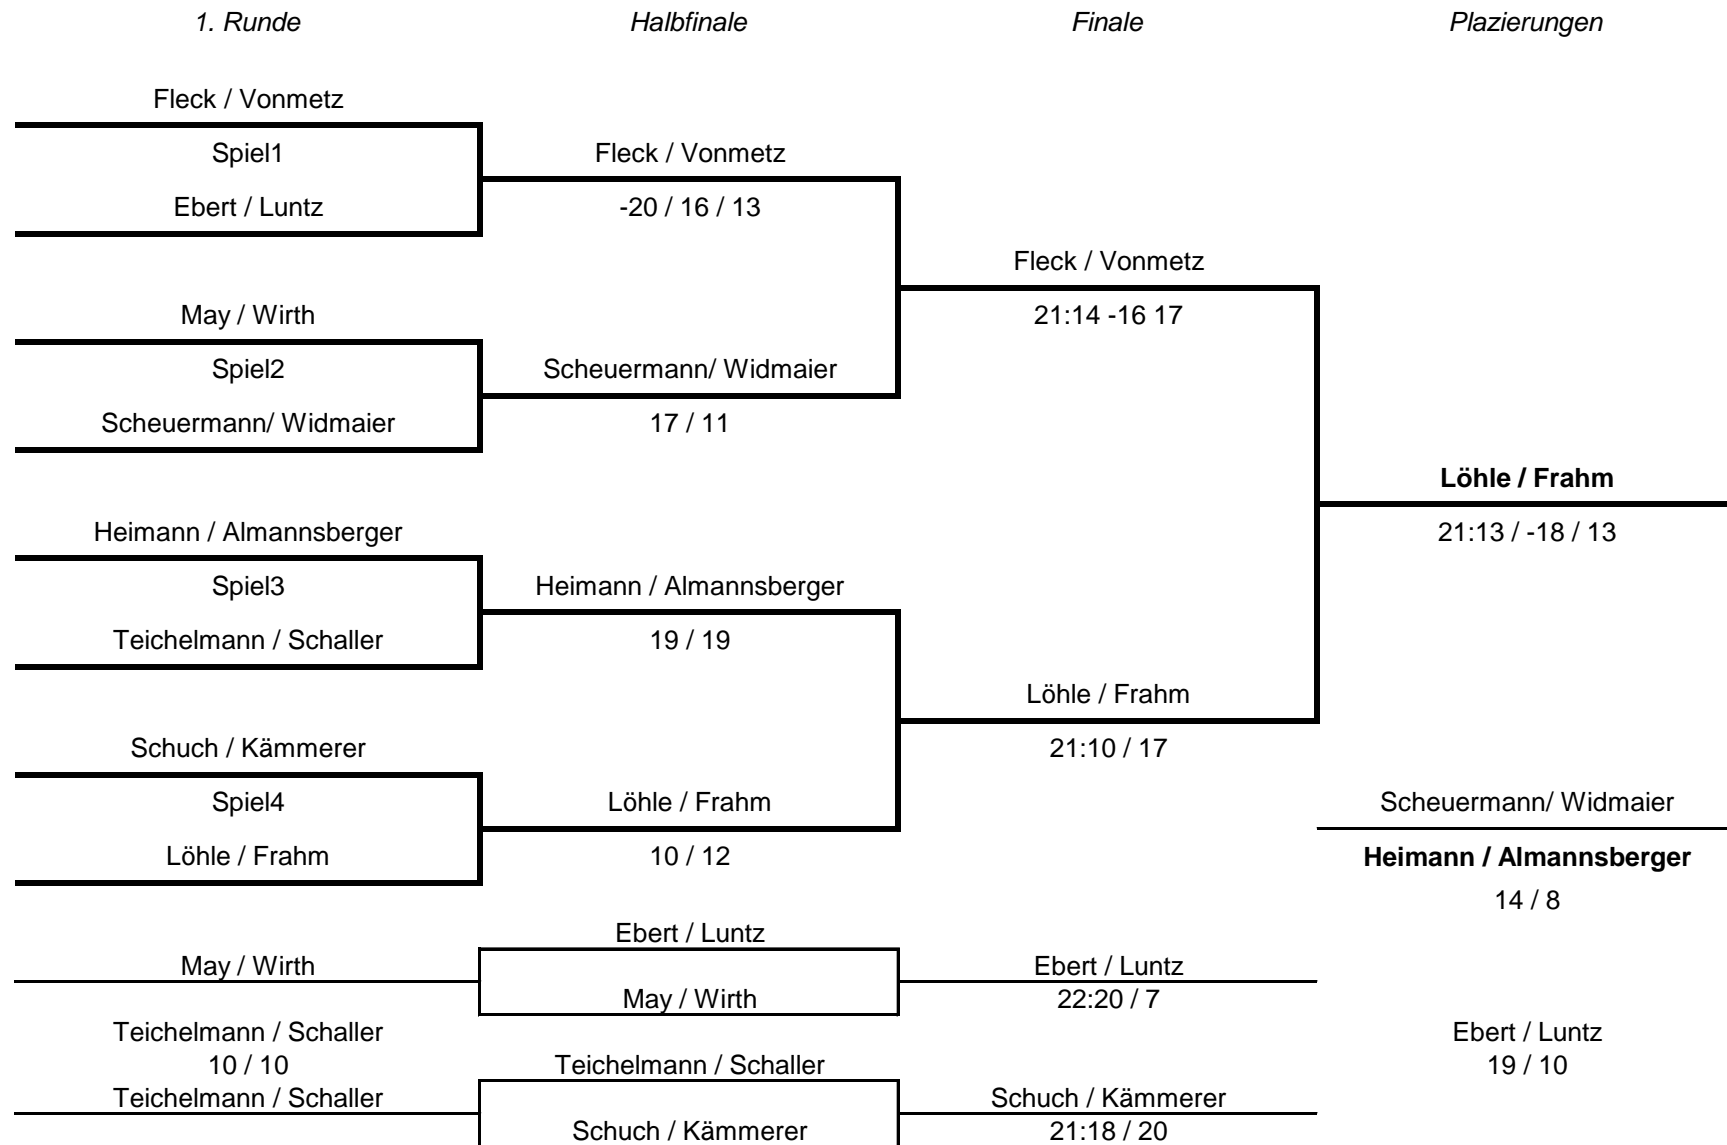 1. Runde Halbfinale Finale Plazierungen
Fleck / Vonmetz
Spiel1 Fleck / Vonmetz
Ebert / Luntz -20 / 16 / 13
Fleck / Vonmetz
May / Wirth 21:14 -16 17
Spiel2 Scheuermann/ Widmaier
Scheuermann/ Widmaier 17 / 11
Löhle / Frahm
Heimann / Almannsberger 21:13 / -18 / 13
Spiel3 Heimann / Almannsberger
Teichelmann / Schaller 19 / 19
Löhle / Frahm
Schuch / Kämmerer 21:10 / 17
Spiel4 Löhle / Frahm Scheuermann/ Widmaier
Löhle / Frahm 10 / 12 Heimann / Almannsberger
14 / 8
Ebert / Luntz
May / Wirth Ebert / Luntz
May / Wirth 22:20 / 7
Teichelmann / Schaller Ebert / Luntz
10 / 10 Teichelmann / Schaller 19 / 10
Teichelmann / Schaller Schuch / Kämmerer
Schuch / Kämmerer 21:18 / 20